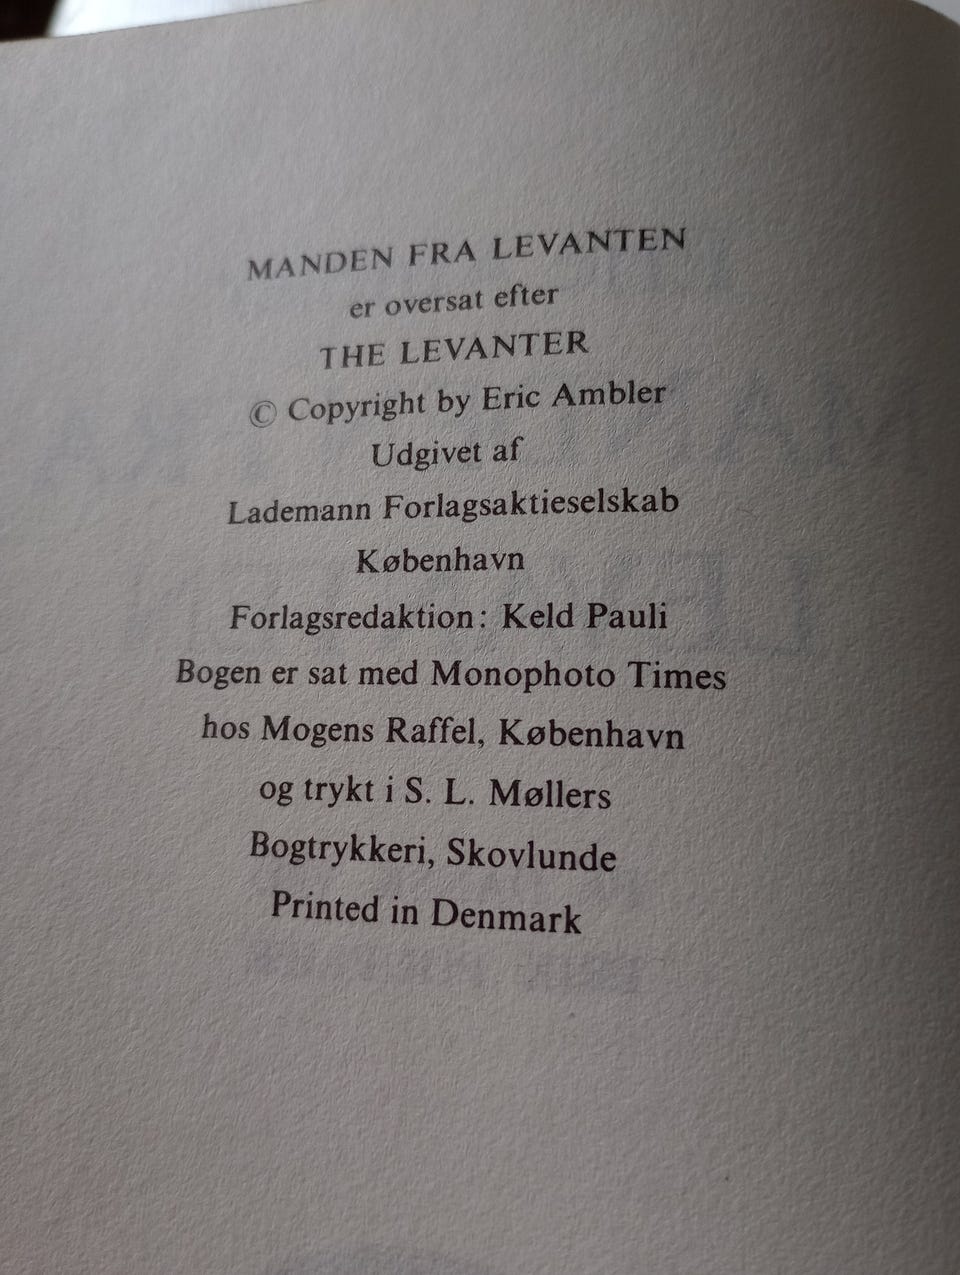 MANDEN FRA LEVANTEN
er oversat efter
THE LEVANTER
© Copyright by Eric Ambler
Udgivet af
Lademann Forlagsaktieselskab
København
Forlagsredaktion: Keld Pauli
Bogen er sat med Monophoto Times
hos Mogens Raffel, København
og trykt i S. L. Møllers
Bogtrykkeri, Skovlunde
Printed in Denmark